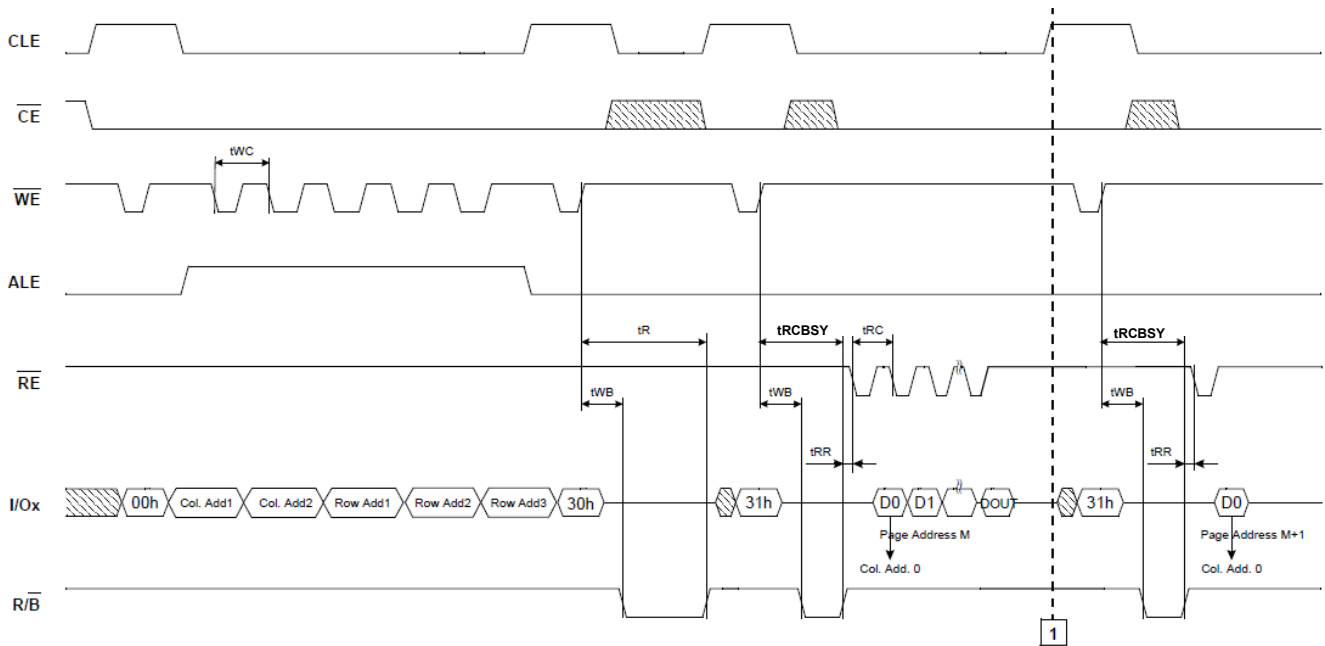 CLE
CE
tWC
WE
ALE
tR
tRCBSY
tRC
tRCBSY
RE
tWB
tWB
tWB
tRR
tRR
I/Ox
00h
Col. Add1
Col. Add2
Row Add1
Row Add2
Row Add3
30h
31h
D0
D1
DOUT
31h
D0
Page Address M
Page Address M+1
Col. Add. 0
Col. Add. 0
R/B
1